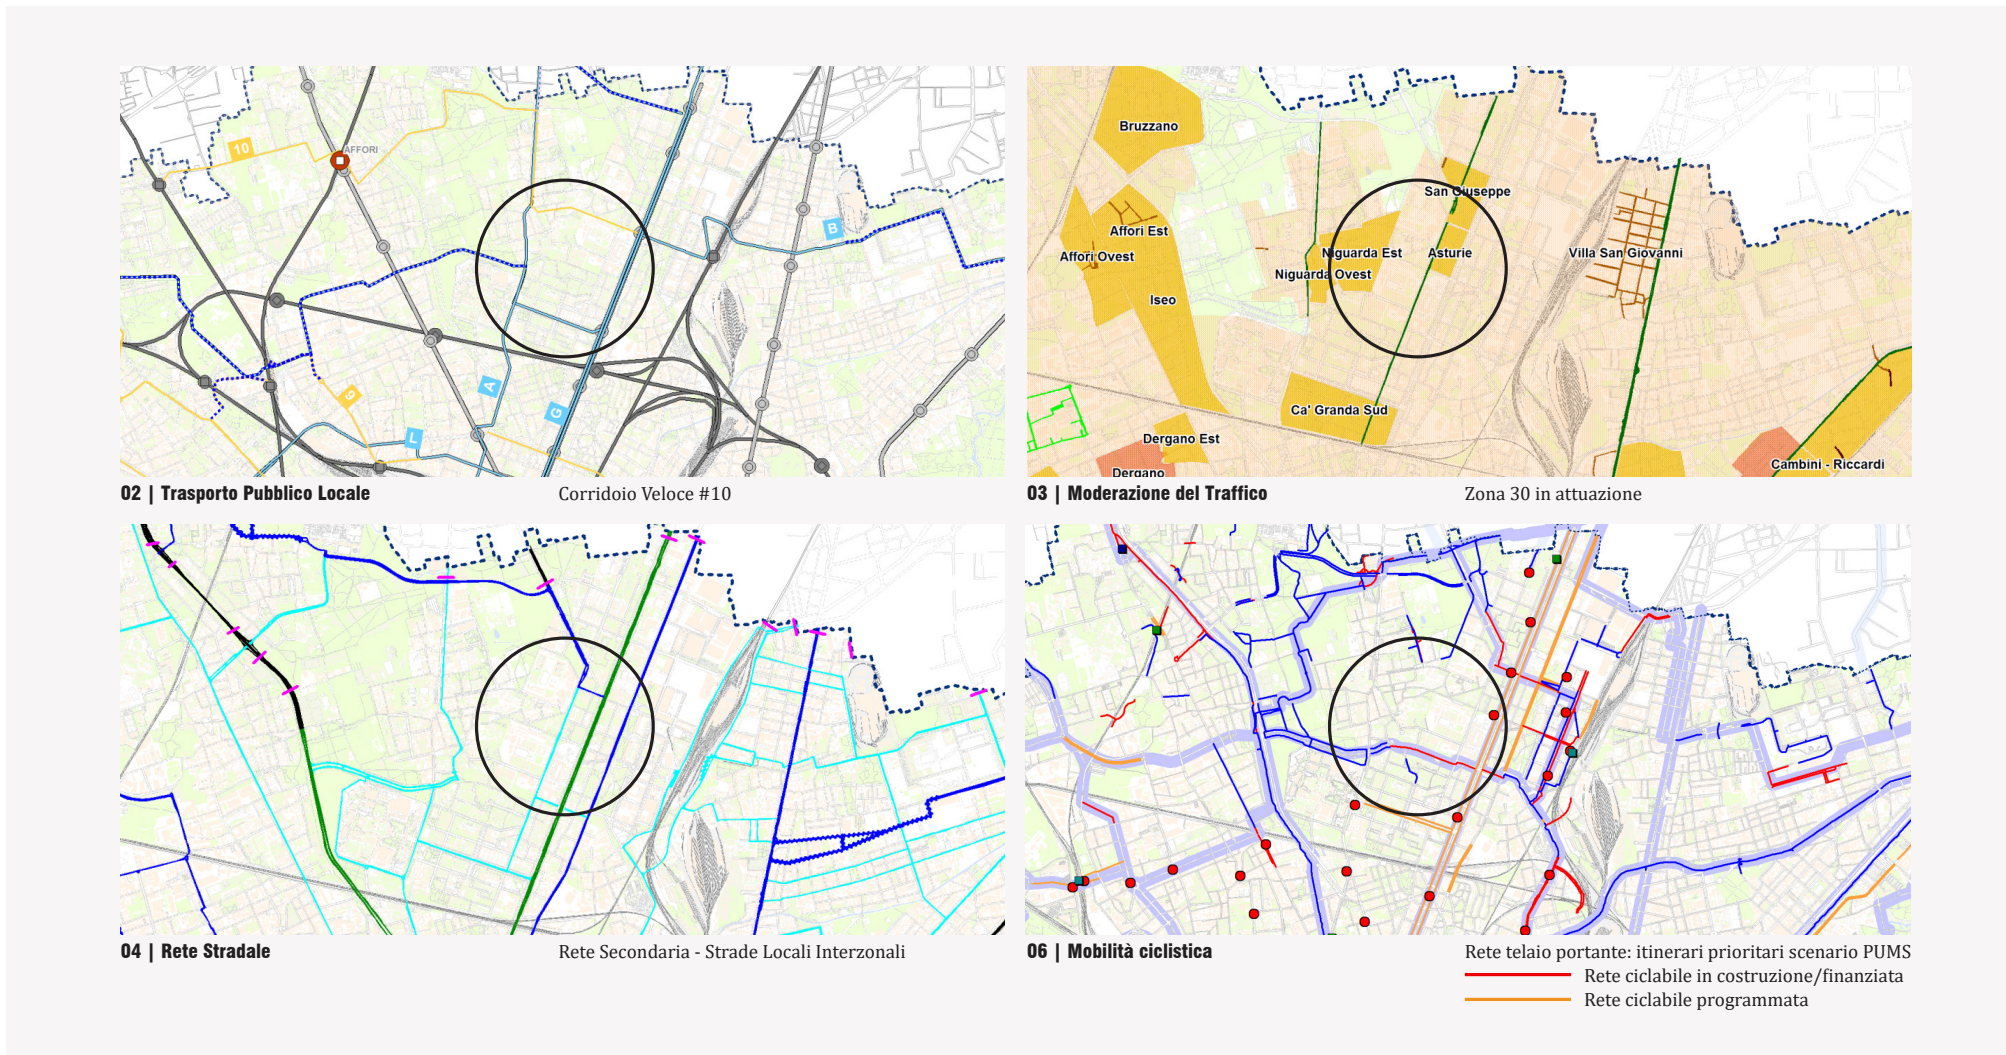 10
AFFORI
B
A
9
G
L
02 | Trasporto Pubblico Locale
Corridoio Veloce #10
Bruzzano
San Giuseppe
Affori Est
Affori Ovest
Niguarda Est
Asturie
Villa San Giovanni
Niguarda Ovest
Iseo
Ca' Granda Sud
Dergano Est
Dergano
Cambini - Riccardi
03 | Moderazione del Traffico
Zona 30 in attuazione
04 | Rete Stradale
Rete Secondaria - Strade Locali Interzonali
06 | Mobilità ciclistica
Rete telaio portante: itinerari prioritari scenario PUMS
Rete ciclabile in costruzione/finanziata
Rete ciclabile programmata